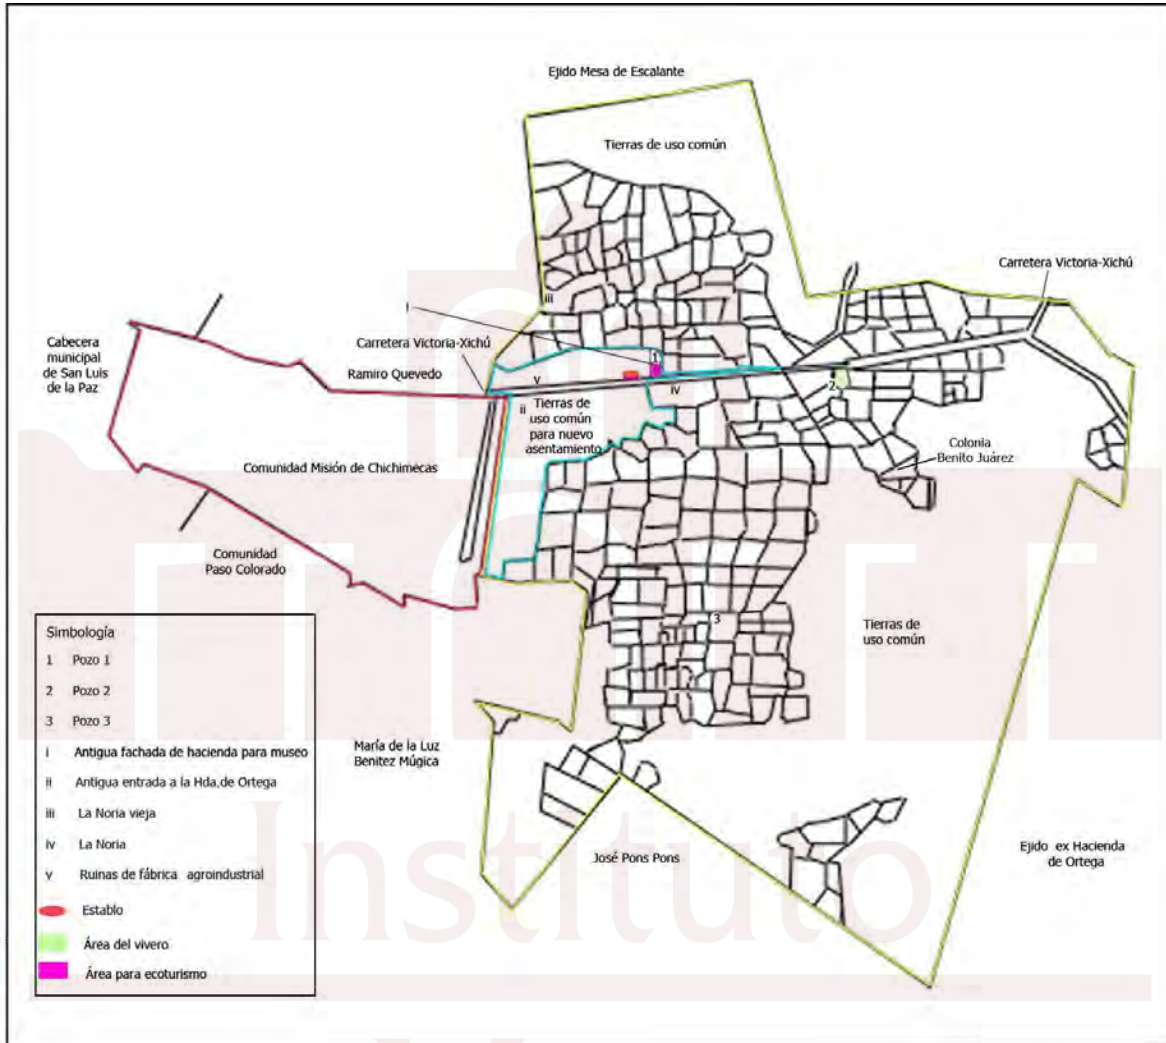 Ejido Mesa de Escalante
Tierras de uso común
Carretera Victoria-Xichú
iii
i
Cabecera
municipal
de San Luis
de la Paz
Carretera Victoria-Xichú
Ramiro Quevedo
1
v
iv
2
ii
Tierras de
uso común
para nuevo
asentamiento
Colonia
Benito Juárez
Comunidad Misión de Chichimecas
Comunidad
Paso Colorado
3
Tierras de
uso común
Simbología
1 Pozo 1
2 Pozo 2
3 Pozo 3
i Antigua fachada de hacienda para museo
ii Antigua entrada a la Hda.de Ortega
iii La Noria vieja
iv La Noria
v Ruinas de fábrica agroindustrial
Establo
Área del vivero
Área para ecoturismo
María de la Luz
Benitez Múgica
José Pons Pons
Ejido ex Hacienda
de Ortega
Instituto